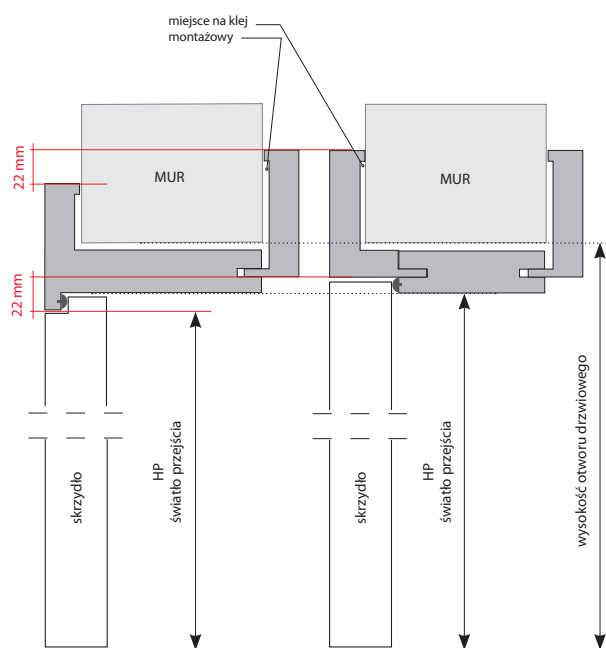 miejsce na klej
montażowy
22 mm
MUR
MUR
22 mm
skrzydło
HP
światło przejścia
skrzydło
HP
światło przejścia
wysokość otworu drzwiowego